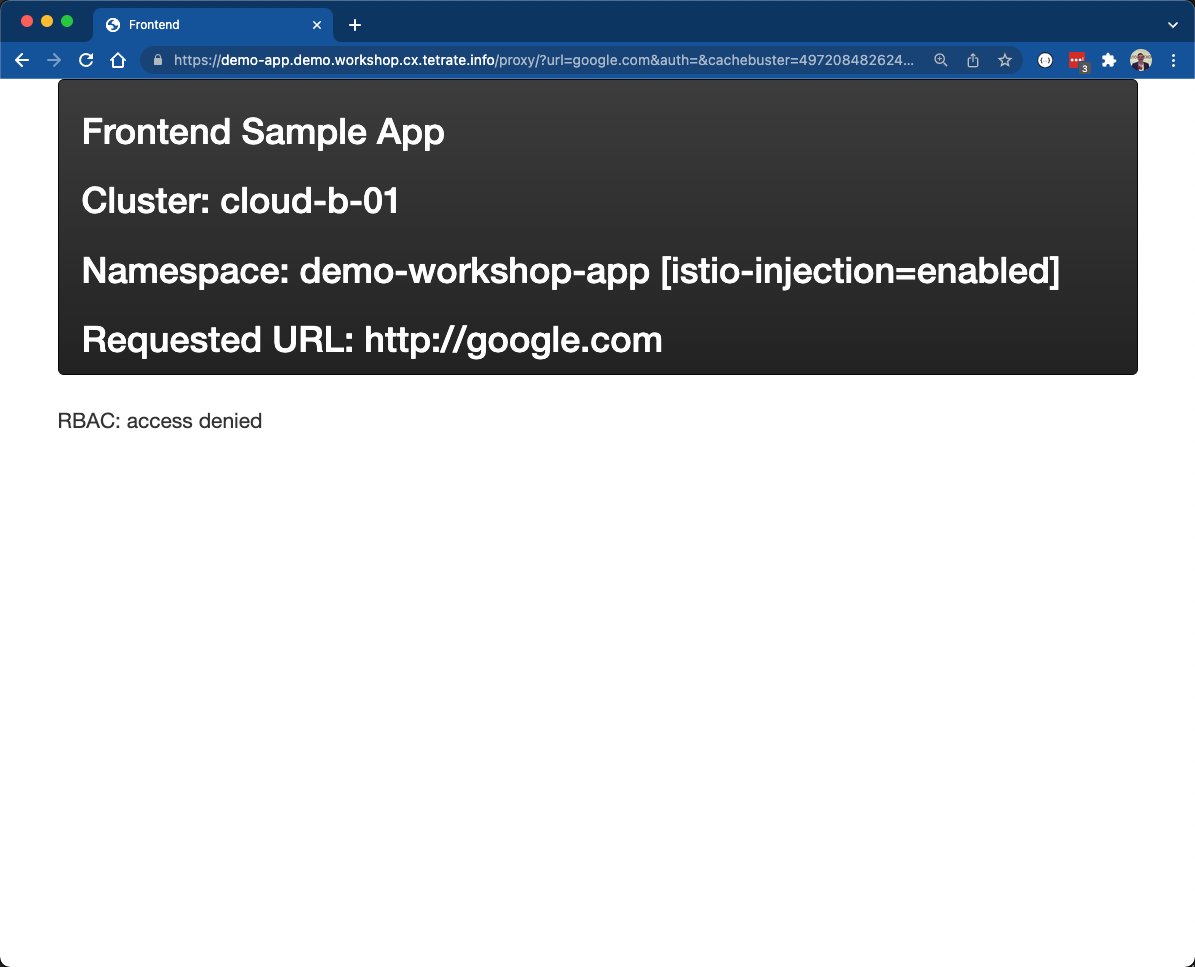 Frontend
https://demo-app.demo.workshop.cx.tetrate.info/proxy/?url=google.com&auth=&cachebuster=497208482624...
3
Frontend Sample App
Cluster: cloud-b-01
Namespace: demo-workshop-app [istio-injection=enabled]
Requested URL: http://google.com
RBAC: access denied